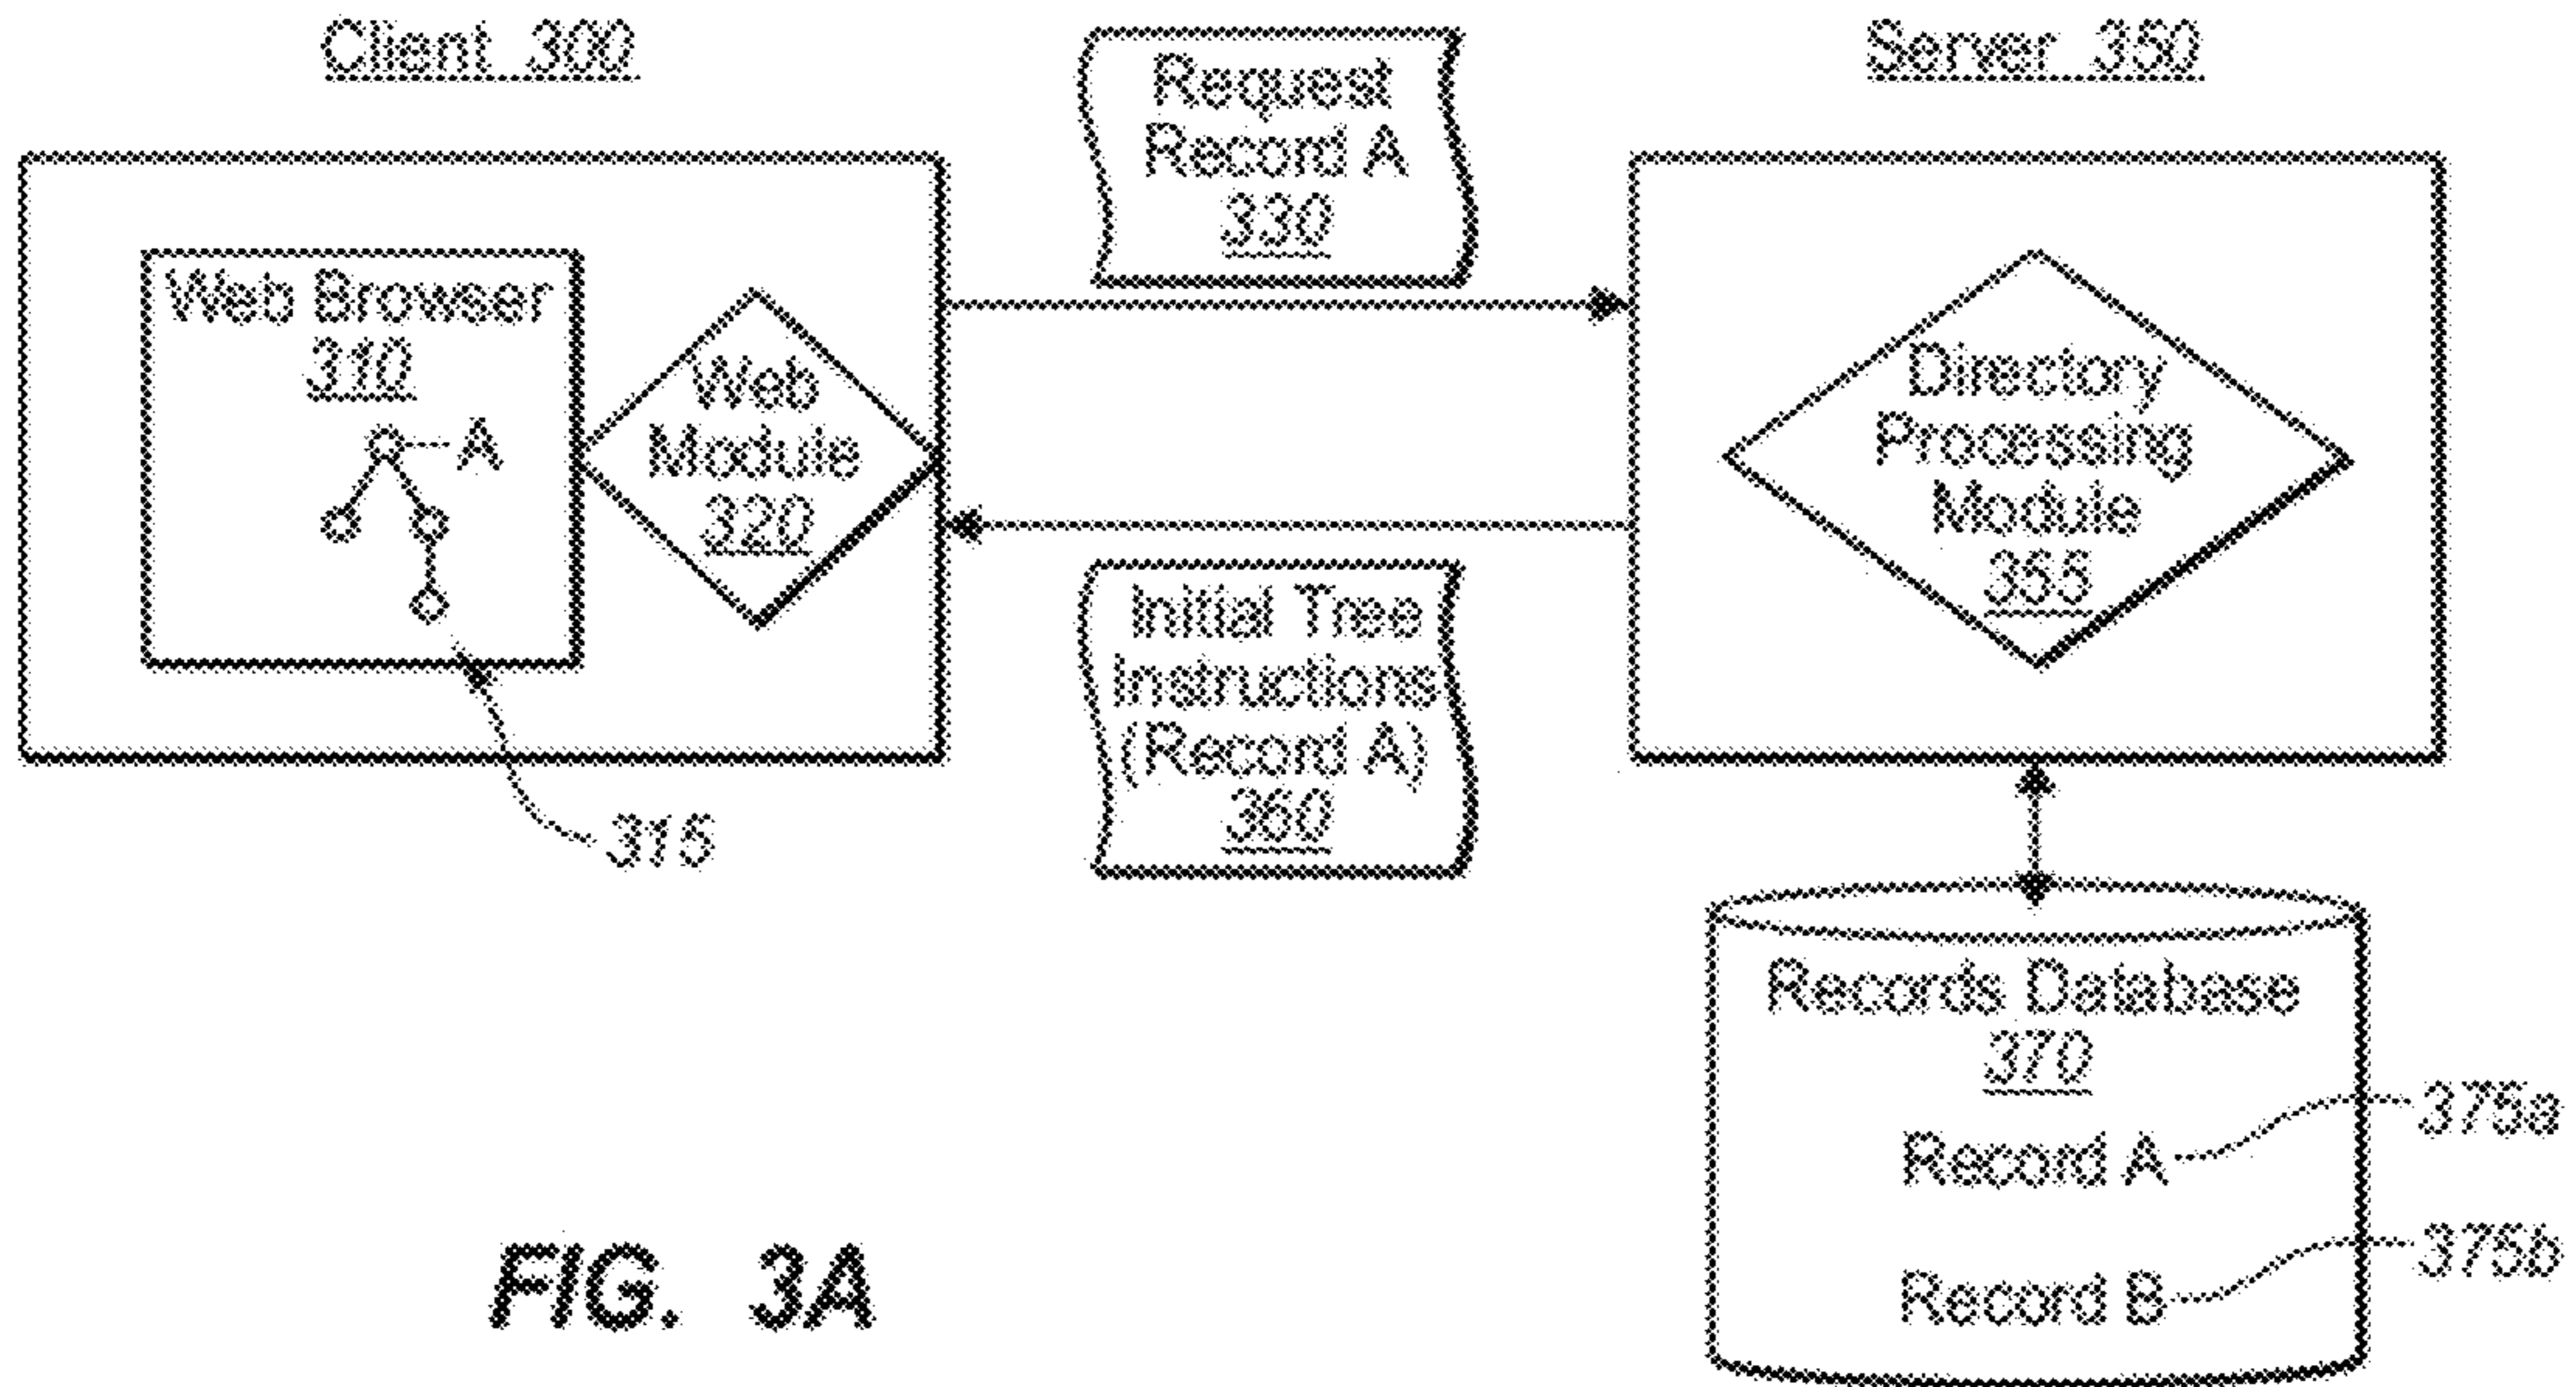 Client 300
Request
Record A
330
Server 350
Web Browser
310
A
Web
Module
320
Directory
Processing
Module
355
Initial Tree
Instructions
(Record A)
360
315
Records Database
370
Record A
375a
Record B
375b
FIG. 3A